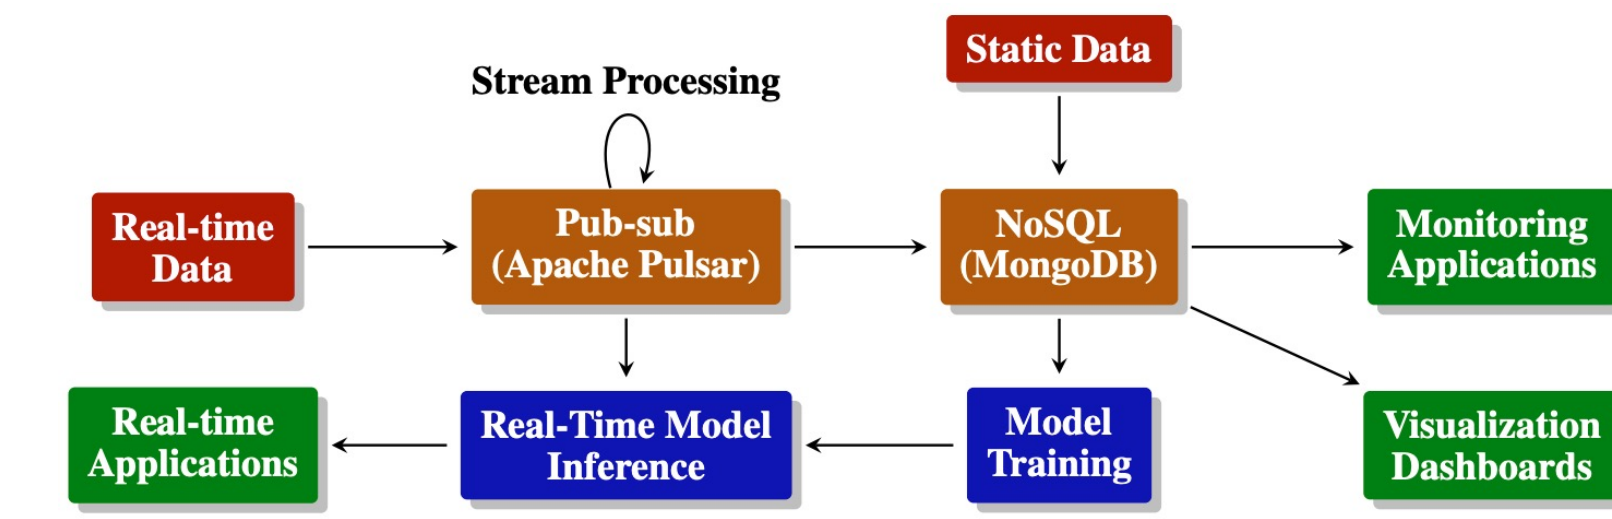 Static Data
Stream Processing
Real-time
Data
Pub-sub
(Apache Pulsar)
NoSQL
(MongoDB)
Monitoring
Applications
Real-time
Applications
Real-Time Model
Inference
Model
Training
Visualization
Dashboards